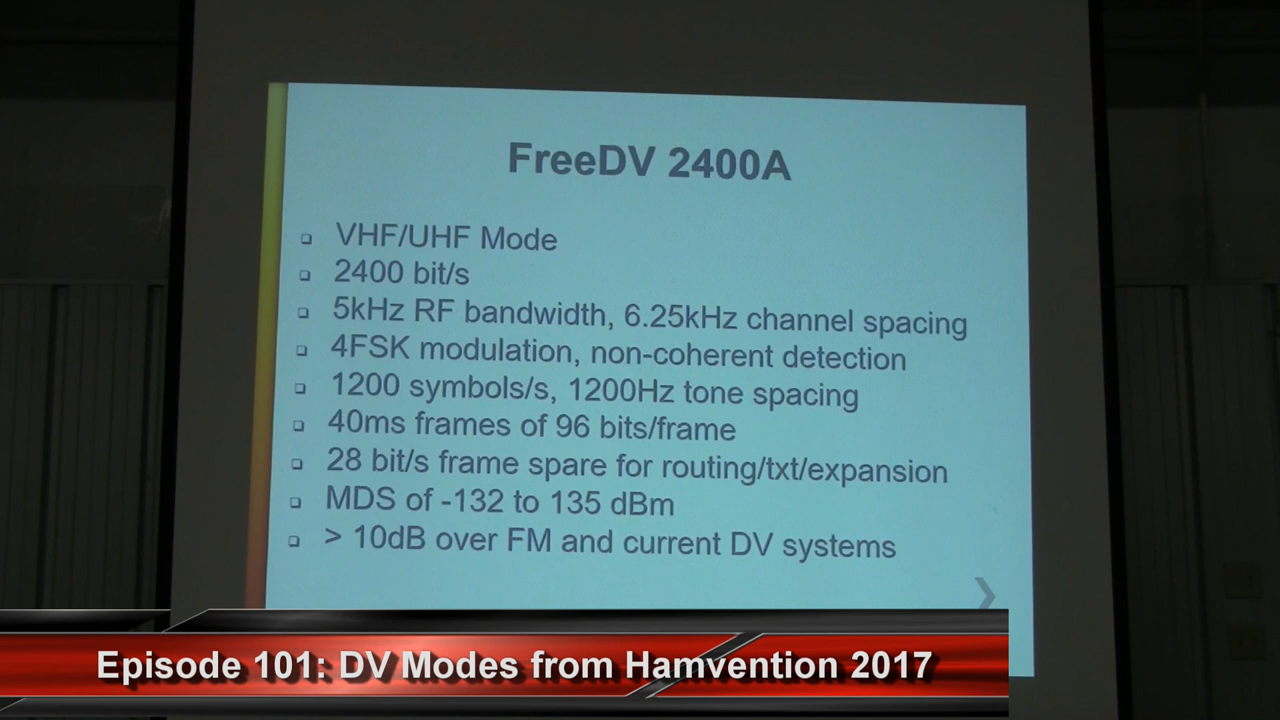 FreeDV 2400A
VHF/UHF Mode
2400 bit/s
5kHz RF bandwidth, 6.25kHz channel spacing
4FSK modulation, non-coherent detection
1200 symbols/s, 1200Hz tone spacing
40ms frames of 96 bits/frame
28 bit/s frame spare for routing/txt/expansion
MDS of -132 to 135 dBm
> 10dB over FM and current DV systems
Episode 101: DV Modes from Hamvention 2017